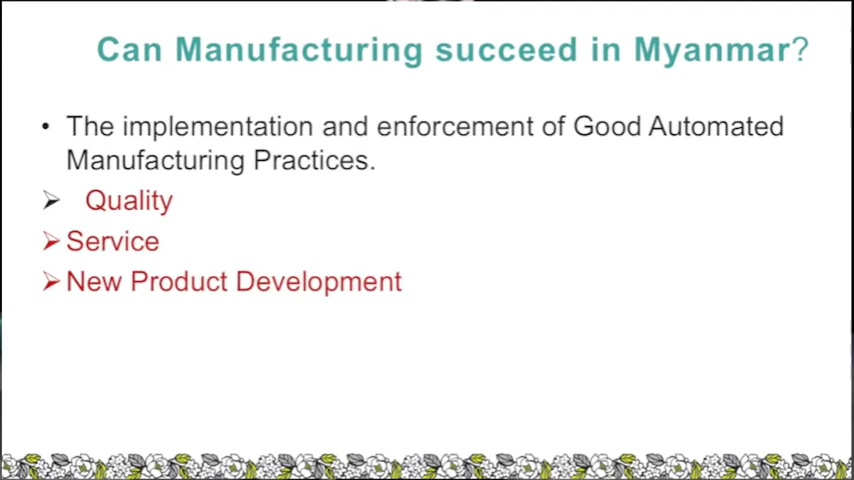 Can Manufacturing succeed in Myanmar?
• The implementation and enforcement of Good Automated
Manufacturing Practices.
➢ Quality
➢ Service
➢ New Product Development